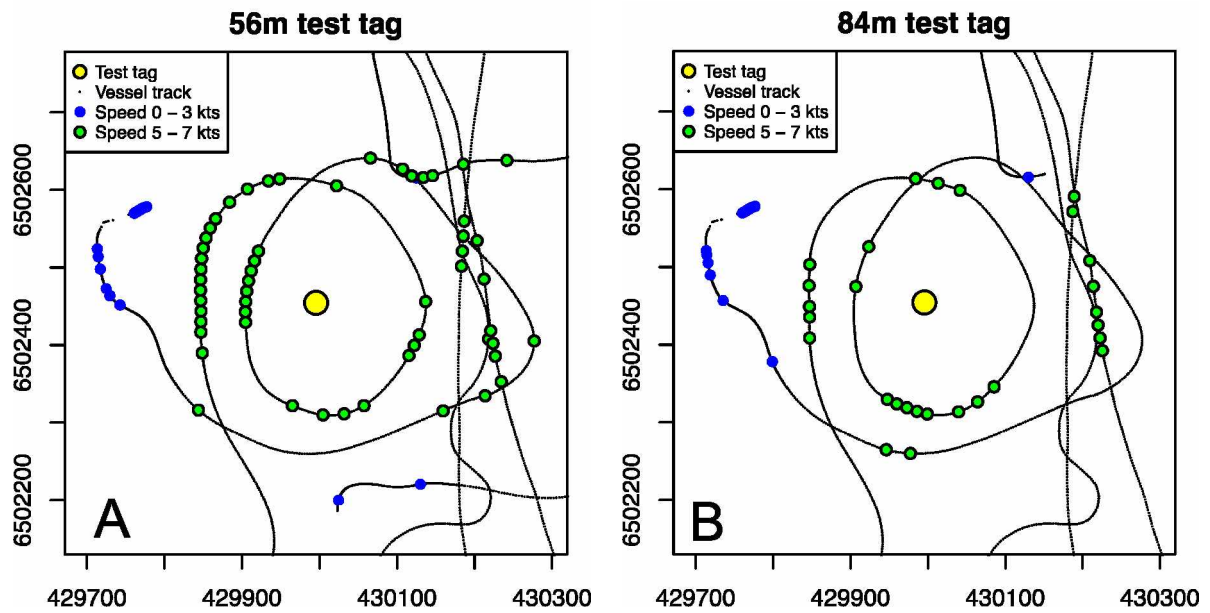 56m test tag
Test tag
Vessel track
Speed 0 – 3 kts
Speed 5 – 7 kts
6502600
6502400
6502200
A
429700 429900 430100 430300
84m test tag
Test tag
Vessel track
Speed 0 – 3 kts
Speed 5 – 7 kts
6502600
6502400
6502200
B
429700 429900 430100 430300